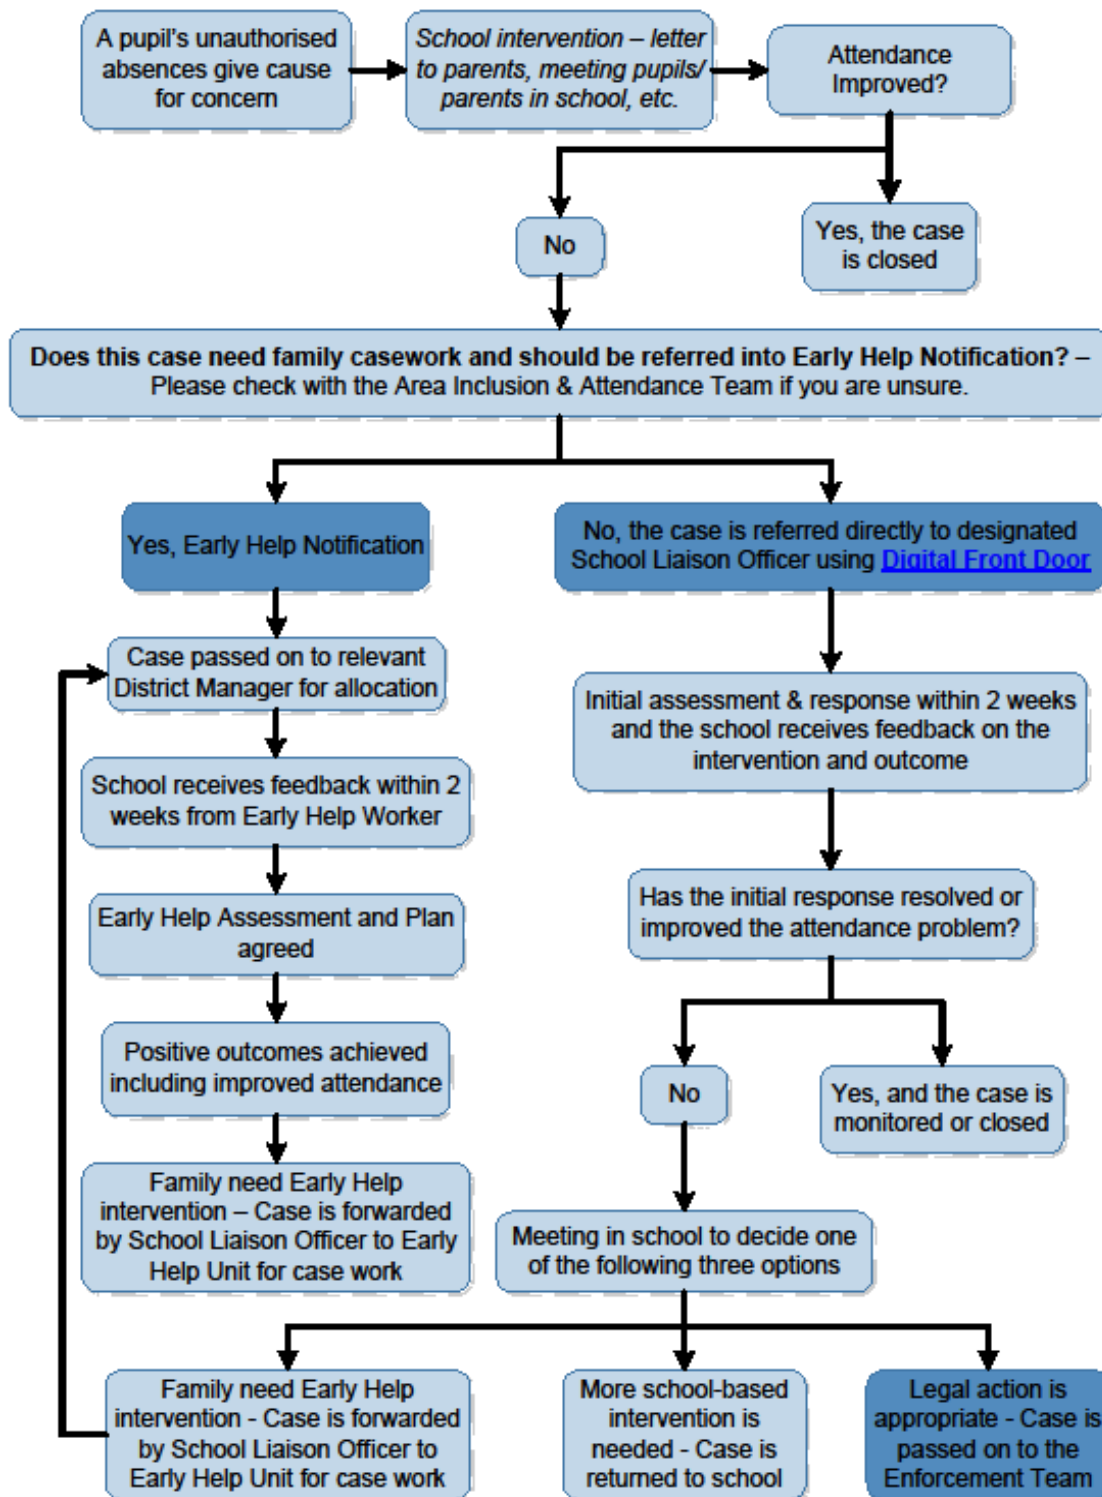 A pupil's unauthorised
absences give cause
for concern
School intervention – letter
to parents, meeting pupils/
parents in school, etc.
Attendance
Improved?
No
Yes, the case
is closed
Does this case need family casework and should be referred into Early Help Notification? –
Please check with the Area Inclusion & Attendance Team if you are unsure.
Yes, Early Help Notification
No, the case is referred directly to designated
School Liaison Officer using Digital Front Door
Case passed on to relevant
District Manager for allocation
Initial assessment & response within 2 weeks
and the school receives feedback on the
intervention and outcome
School receives feedback within 2
weeks from Early Help Worker
Has the initial response resolved or
improved the attendance problem?
Early Help Assessment and Plan
agreed
Positive outcomes achieved
including improved attendance
No
Yes, and the case is
monitored or closed
Family need Early Help
intervention – Case is forwarded
by School Liaison Officer to Early
Help Unit for case work
Meeting in school to decide one
of the following three options
Family need Early Help
intervention - Case is forwarded
by School Liaison Officer to
Early Help Unit for case work
More school-based
intervention is
needed - Case is
returned to school
Legal action is
appropriate - Case is
passed on to the
Enforcement Team